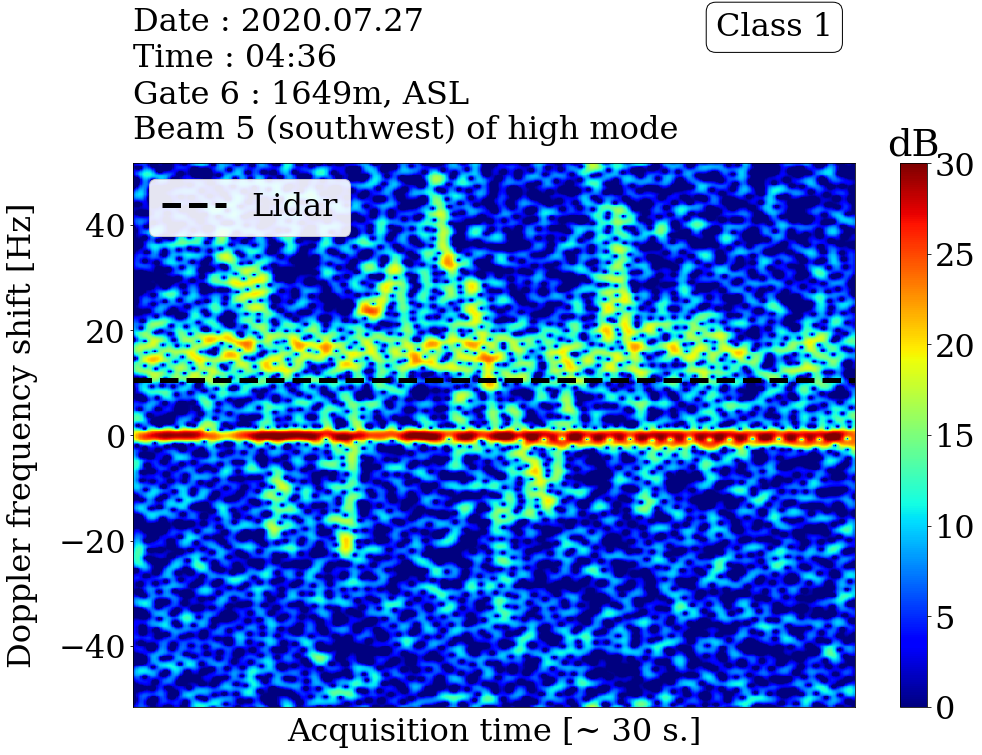 Date : 2020.07.27
Time : 04:36
Gate 6 : 1649m, ASL
Beam 5 (southwest) of high mode
Class 1
dB
Lidar
Doppler frequency shift [Hz]
40
20
0
−20
−40
Acquisition time [~ 30 s.]
30
25
20
15
10
5
0